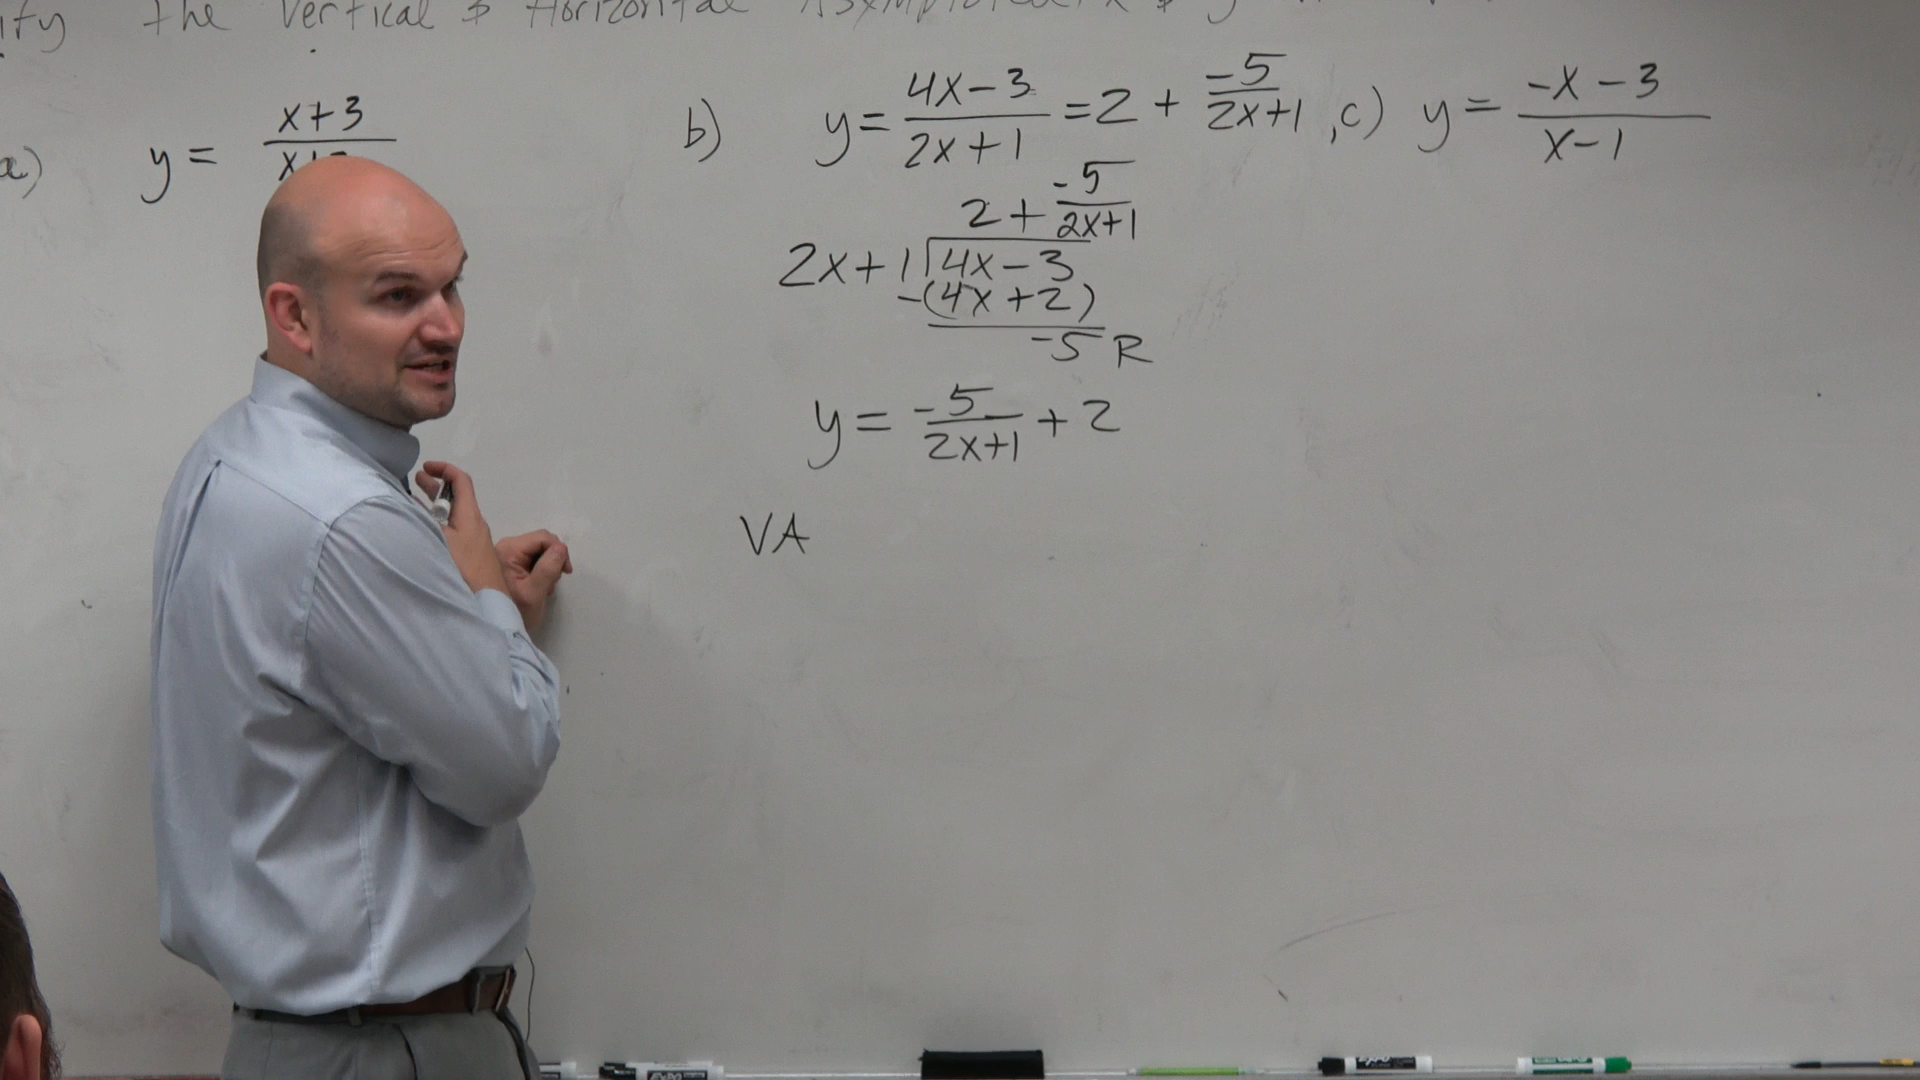 the Vertical & Horizontal
a) y = x+3
b) y = 4x-3 / 2x+1 = 2 + -5 / 2x+1
,c) y = -x-3 / x-1
2 + -5 / 2x+1
2x+1 4x-3
-(4x+2)
-5 R
y = -5 / 2x+1 + 2
VA
EXPO